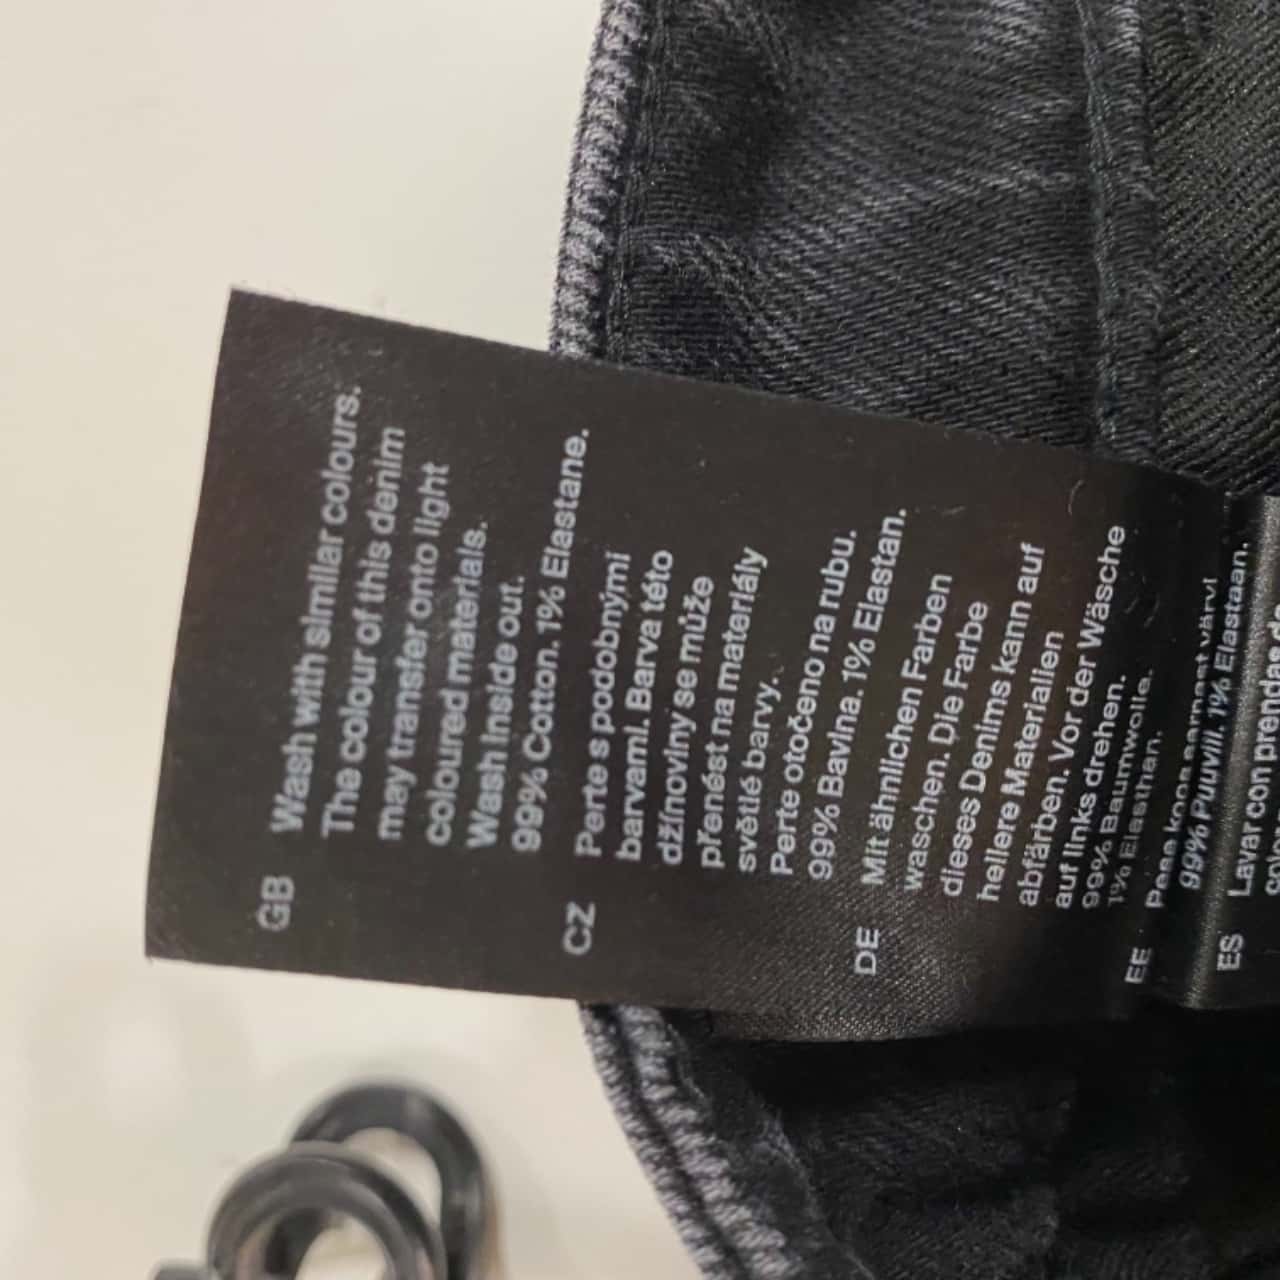 GB Wash with similar colours.
The colour of this denim
may transfer onto light
coloured materials.
Wash inside out.
99% Cotton. 1% Elastane.
CZ Perte s podobnými
barvami. Barva této
džínoviny se může
přenést na materiály
světlé barvy.
Perte otočeno na rubu.
99% Bavlna. 1% Elastan.
DE Mit ähnlichen Farben
waschen. Die Farbe
dieses Denims kann auf
hellere Materialien
abfärben. Vor der Wäsche
auf links drehen.
99% Baumwolle.
1% Elasthan.
EE Pese koos
99% Puuvill. 1% Elastaan.
ES Lavar con prendas de